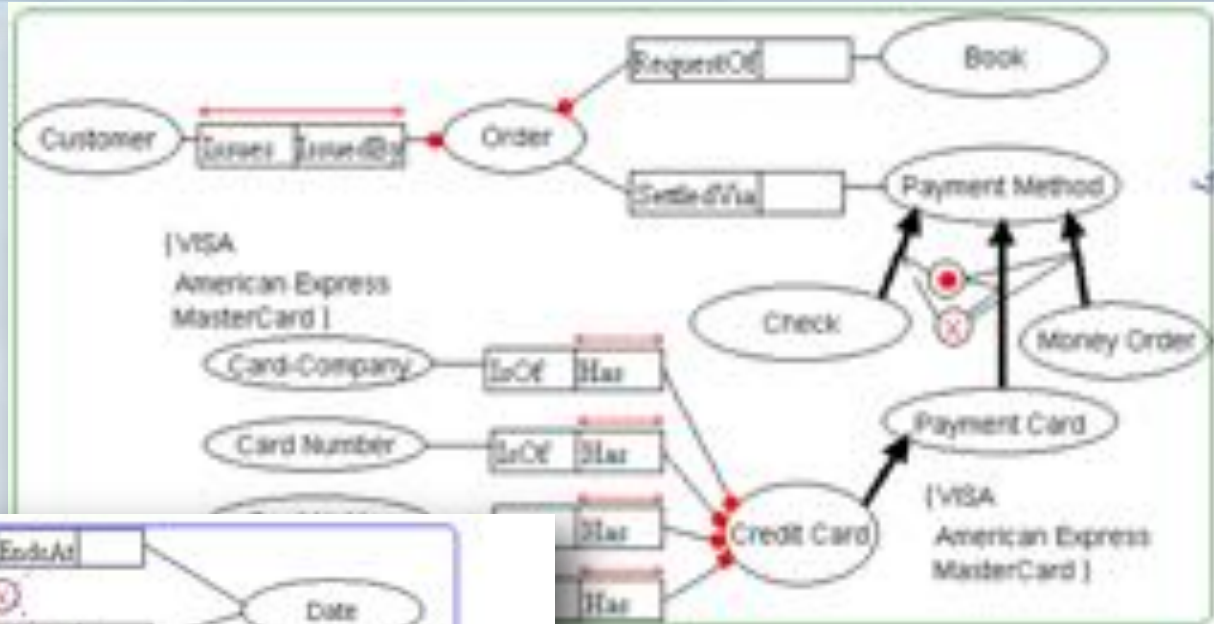 RequestOf
Book
Customer
Issues IssuedBy
Order
SettledVia
Payment Method
{VISA
American Express
MasterCard }
Check
Money Order
Card-Company
IsOf Has
Payment Card
Card Number
IsOf Has
{VISA
American Express
MasterCard }
Has
Credit Card
EndsAt
Date
Has